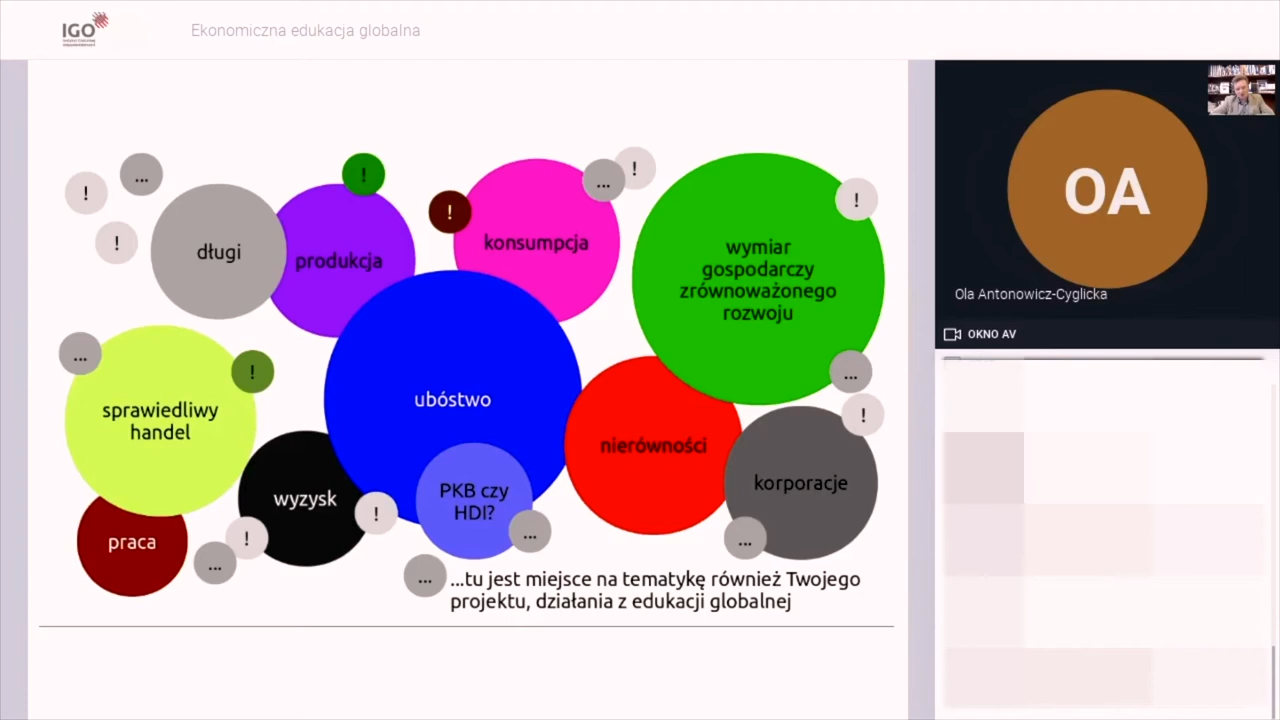 IGO
Ekonomiczna edukacja globalna
!
...
!
!
długi
produkcja
!
konsumpcja
...
!
wymiar
gospodarczy
zrównoważonego
rozwoju
!
...
sprawiedliwy
handel
!
ubóstwo
nierówności
...
!
korporacje
...
wyzysk
!
PKB czy
HDI?
...
praca
!
...
...
...tu jest miejsce na tematykę również Twojego
projektu, działania z edukacji globalnej
OA
Ola Antonowicz-Cyglicka
OKNO AV